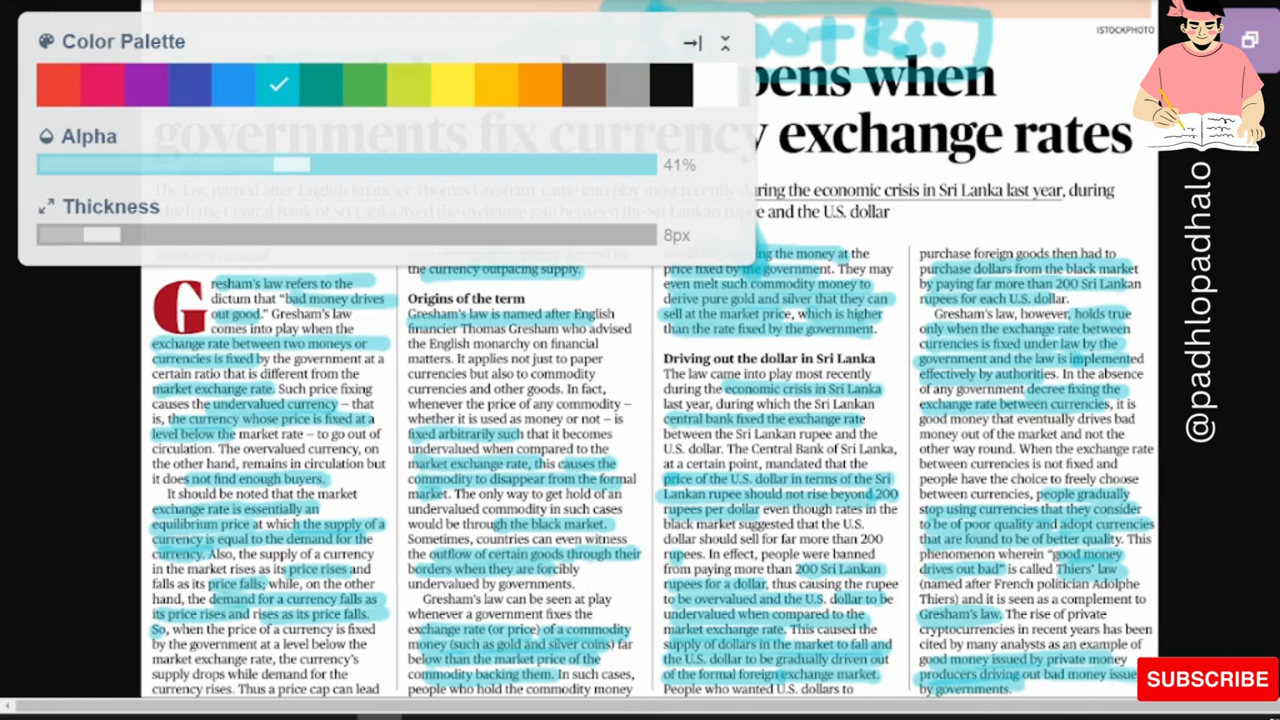 Color Palette
Alpha
41%
Thickness
8px
ISTOCKPHOTO
Rs.
pens when
governments fix currency exchange rates
The law named after English financier Thomas Gresham, came into play most recently during the economic crisis in Sri Lanka last year, during
which the Central Bank of Sri Lanka fixed the exchange rate between the Sri Lankan rupee and the U.S. dollar
Gresham's law refers to the
dictum that “bad money drives
out good.” Gresham's law
comes into play when the
exchange rate between two moneys or
currencies is fixed by the government at a
certain ratio that is different from the
market exchange rate. Such price fixing
causes the undervalued currency – that
is, the currency whose price is fixed at a
level below the market rate – to go out of
circulation. The overvalued currency, on
the other hand, remains in circulation but
it does not find enough buyers.
It should be noted that the market
exchange rate is essentially an
equilibrium price at which the supply of a
currency is equal to the demand for the
currency. Also, the supply of a currency
in the market rises as its price rises and
falls as its price falls; while, on the other
hand, the demand for a currency falls as
its price rises and rises as its price falls.
So, when the price of a currency is fixed
by the government at a level below the
market exchange rate, the currency's
supply drops while demand for the
currency rises. Thus a price cap can lead
the currency outpacing supply.
Origins of the term
Gresham's law is named after English
financier Thomas Gresham who advised
the English monarchy on financial
matters. It applies not just to paper
currencies but also to commodity
currencies and other goods. In fact,
whenever the price of any commodity –
whether it is used as money or not – is
fixed arbitrarily such that it becomes
undervalued when compared to the
market exchange rate, this causes the
commodity to disappear from the formal
market. The only way to get hold of an
undervalued commodity in such cases
would be through the black market.
Sometimes, countries can even witness
the outflow of certain goods through their
borders when they are forcibly
undervalued by governments.
Gresham's law can be seen at play
whenever a government fixes the
exchange rate (or price) of a commodity
money (such as gold and silver coins) far
below than the market price of the
commodity backing them. In such cases,
people who hold the commodity money
ing the money at the
price fixed by the government. They may
even melt such commodity money to
derive pure gold and silver that they can
sell at the market price, which is higher
than the rate fixed by the government.
Driving out the dollar in Sri Lanka
The law came into play most recently
during the economic crisis in Sri Lanka
last year, during which the Sri Lankan
central bank fixed the exchange rate
between the Sri Lankan rupee and the
U.S. dollar. The Central Bank of Sri Lanka,
at a certain point, mandated that the
price of the U.S. dollar in terms of the Sri
Lankan rupee should not rise beyond 200
rupees per dollar even though rates in the
black market suggested that the U.S.
dollar should sell for far more than 200
rupees. In effect, people were banned
from paying more than 200 Sri Lankan
rupees for a dollar, thus causing the rupee
to be overvalued and the U.S. dollar to be
undervalued when compared to the
market exchange rate. This caused the
supply of dollars in the market to fall and
the U.S. dollar to be gradually driven out
of the formal foreign exchange market.
People who wanted U.S. dollars to
purchase foreign goods then had to
purchase dollars from the black market
by paying far more than 200 Sri Lankan
rupees for each U.S. dollar.
Gresham's law, however, holds true
only when the exchange rate between
currencies is fixed under law by the
government and the law is implemented
effectively by authorities. In the absence
of any government decree fixing the
exchange rate between currencies, it is
good money that eventually drives bad
money out of the market and not the
other way round. When the exchange rate
between currencies is not fixed and
people have the choice to freely choose
between currencies, people gradually
stop using currencies that they consider
to be of poor quality and adopt currencies
that are found to be of better quality. This
phenomenon wherein “good money
drives out bad” is called Thiers' law
(named after French politician Adolphe
Thiers) and it is seen as a complement to
Gresham's law. The rise of private
cryptocurrencies in recent years has been
cited by many analysts as an example of
good money issued by private money
producers driving out bad money issued
by governments.
@padhlopadhalo
SUBSCRIBE